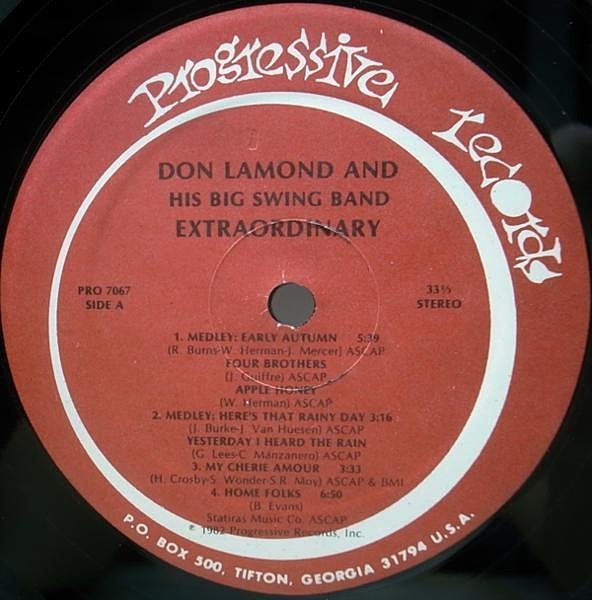 Progressive records
DON LAMOND AND
HIS BIG SWING BAND
EXTRAORDINARY
PRO 7067
SIDE A
33⅓
STEREO
1. MEDLEY: EARLY AUTUMN 5:39
(R. Burns-W. Herman-J. Mercer) ASCAP
FOUR BROTHERS
(J. Guiffre) ASCAP
APPLE HONEY
(W. Herman) ASCAP
2. MEDLEY: HERE'S THAT RAINY DAY 3:16
(J. Burke-J. Van Huesen) ASCAP
YESTERDAY I HEARD THE RAIN
(G. Lees-C. Manzanero) ASCAP
3. MY CHERIE AMOUR 3:33
(H. Crosby-S. Wonder-S.R. Moy) ASCAP & BMI
4. HOME FOLKS 6:50
(B. Evans)
Statiras Music Co. ASCAP
℗ 1982 Progressive Records, Inc.
P.O. BOX 500, TIFTON, GEORGIA 31794 U.S.A.